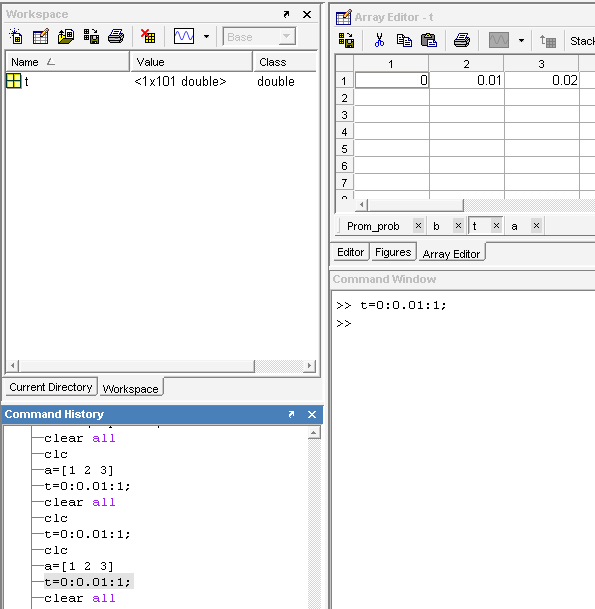 Workspace
Base
Name Value Class
t <1x101 double> double
Current Directory Workspace
Command History
clear all
clc
a=[1 2 3]
t=0:0.01:1;
clear all
clc
t=0:0.01:1;
clc
a=[1 2 3]
t=0:0.01:1;
clear all
Array Editor - t
Stack
1 2 3
1 0 0.01 0.02
2
3
4
5
6
7
Prom_prob b t a
Editor Figures Array Editor
Command Window
>> t=0:0.01:1;
>>